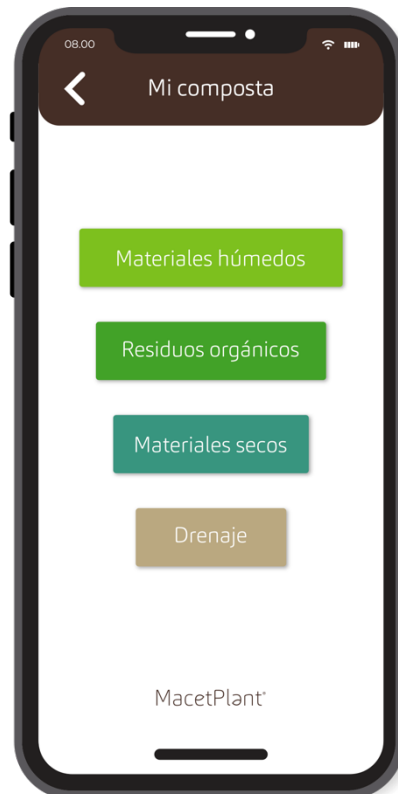 08.00
Mi composta
Materiales húmedos
Residuos orgánicos
Materiales secos
Drenaje
MacetPlant®